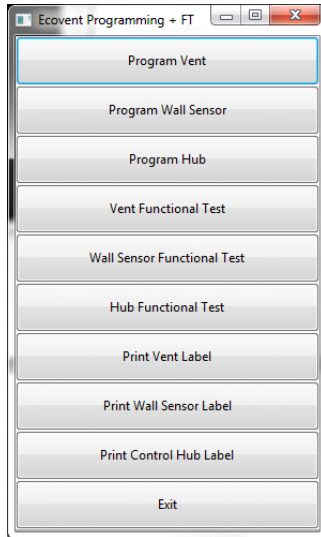 Ecovent Programming + FT
Program Vent
Program Wall Sensor
Program Hub
Vent Functional Test
Wall Sensor Functional Test
Hub Functional Test
Print Vent Label
Print Wall Sensor Label
Print Control Hub Label
Exit